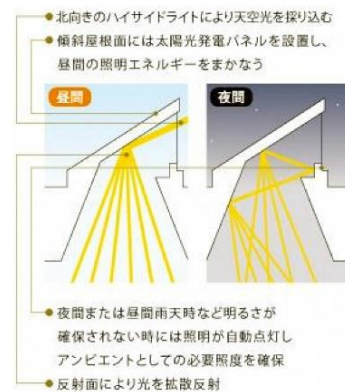 北向きのハイサイドライトにより天空光を採り込む
傾斜屋根面には太陽光発電パネルを設置し、
昼間の照明エネルギーをまかなう
昼間
夜間
夜間または昼間雨天時など明るさが
確保されない時には照明が自動点灯し
アンビエントとしての必要照度を確保
反射面により光を拡散反射